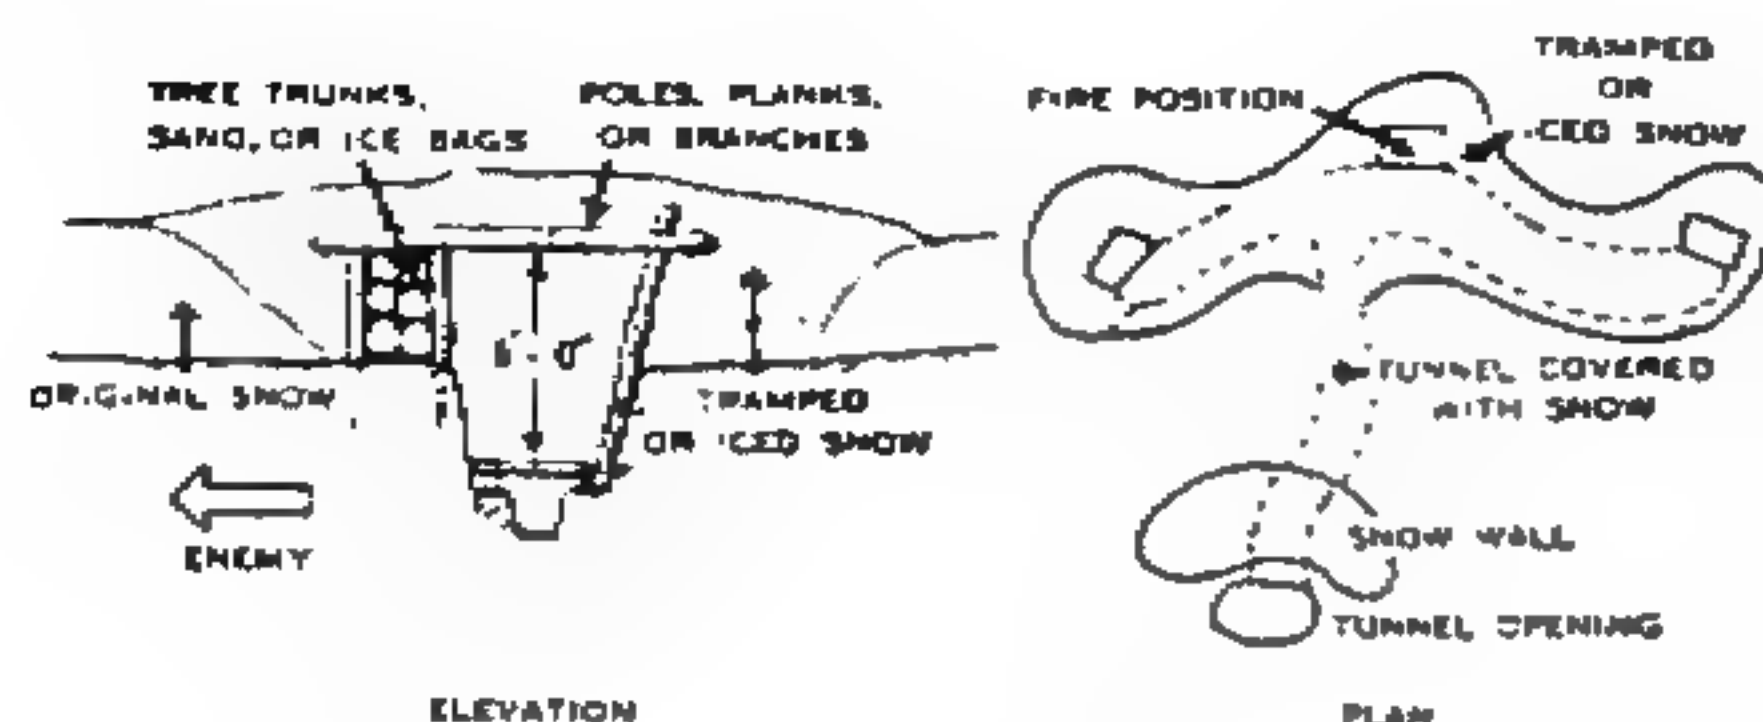 TREE TRUNKS,
SAND, OR ICE BAGS
POLES, PLANKS,
OR BRANCHES
ORIGINAL SNOW
TRAMPED
OR ICED SNOW
ENEMY
ELEVATION
FIRE POSITION
TRAMPED
OR
ICED SNOW
TUNNEL COVERED
WITH SNOW
SNOW WALL
TUNNEL OPENING
PLAN